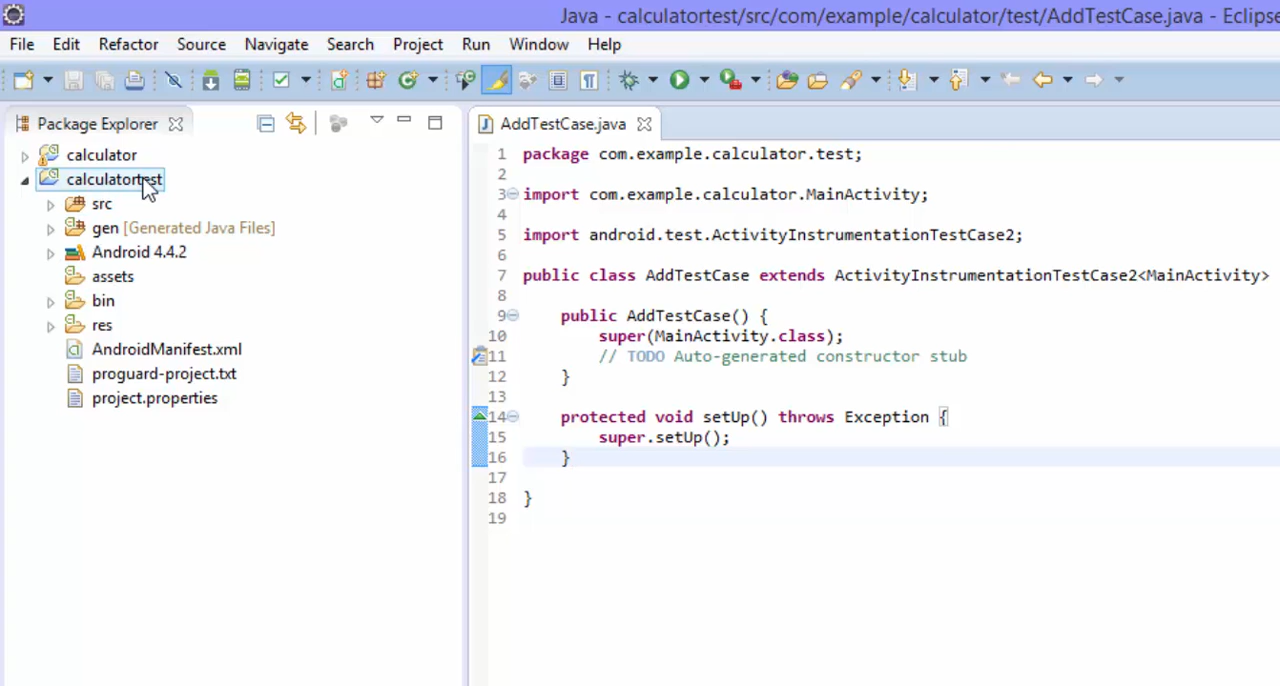 Java - calculatortest/src/com/example/calculator/test/AddTestCase.java - Eclipse
File Edit Refactor Source Navigate Search Project Run Window Help
Package Explorer
calculator
calculatortest
src
gen [Generated Java Files]
Android 4.4.2
assets
bin
res
AndroidManifest.xml
proguard-project.txt
project.properties
AddTestCase.java
1 package com.example.calculator.test;
2
3 import com.example.calculator.MainActivity;
4
5 import android.test.ActivityInstrumentationTestCase2;
6
7 public class AddTestCase extends ActivityInstrumentationTestCase2<MainActivity>
8
9 public AddTestCase() {
10 super(MainActivity.class);
11 // TODO Auto-generated constructor stub
12 }
13
14 protected void setUp() throws Exception {
15 super.setUp();
16 }
17
18 }
19